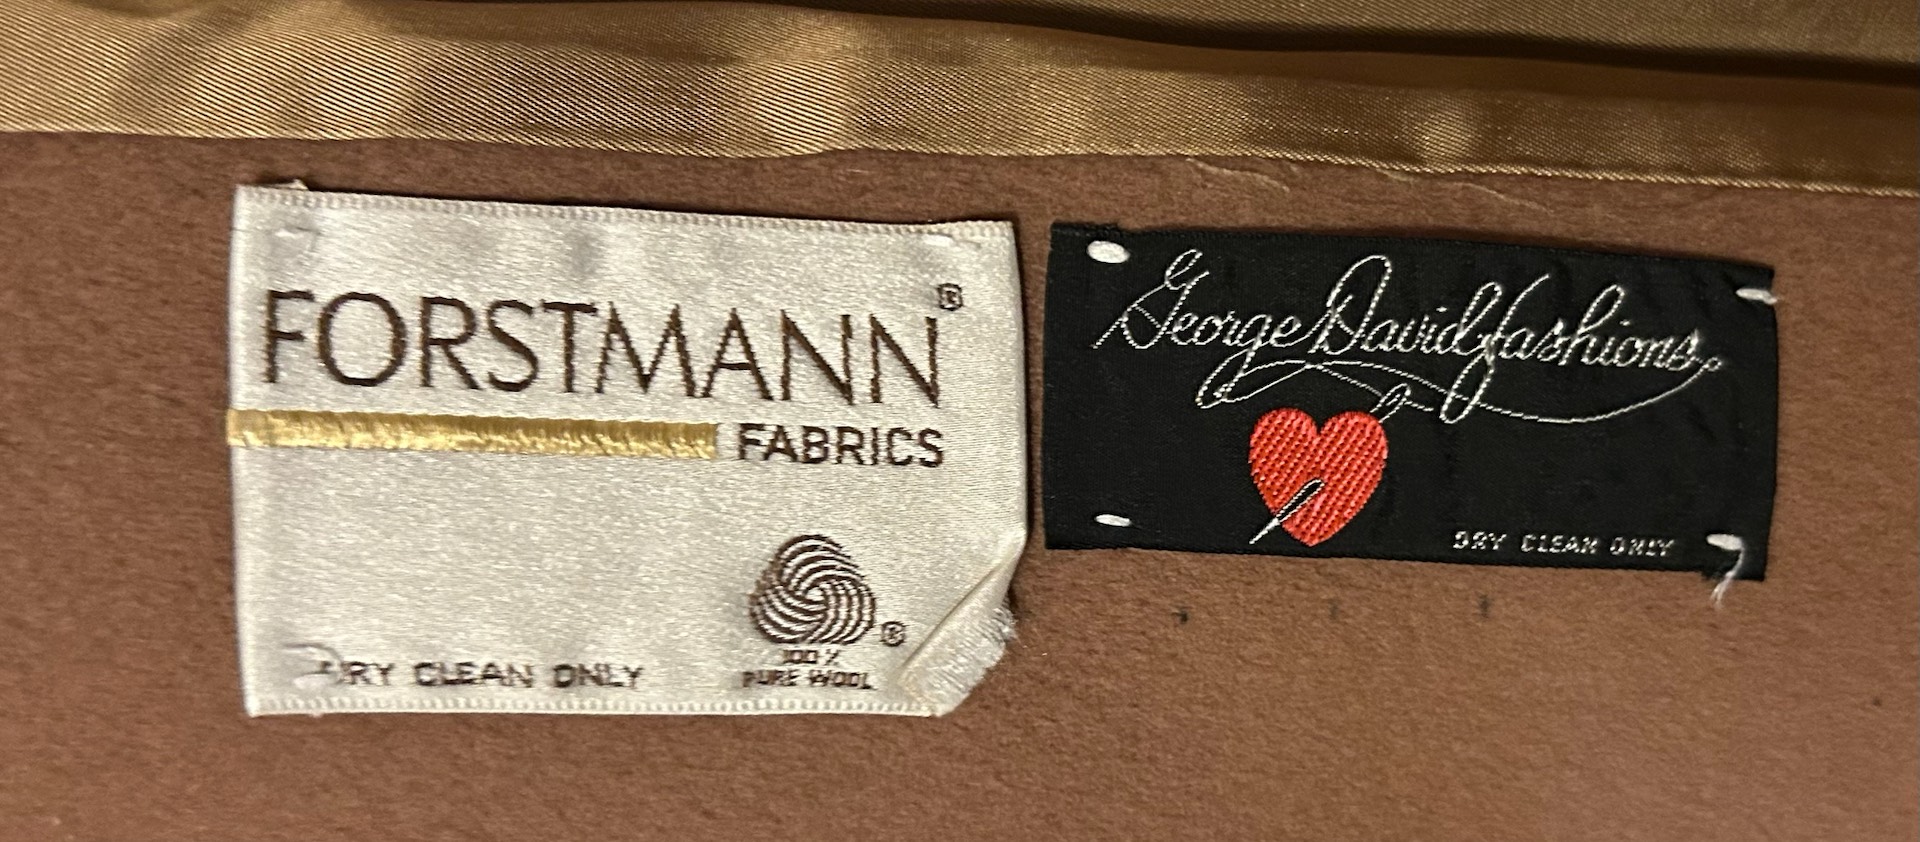 FORSTMANN®
FABRICS
®
100%
PURE WOOL
DRY CLEAN ONLY
George David fashions
DRY CLEAN ONLY